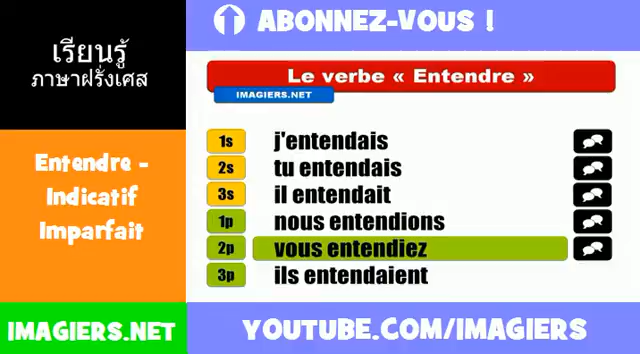 เรียนรู้
ภาษาฝรั่งเศส
Entendre -
Indicatif
Imparfait
IMAGIERS.NET
ABONNEZ-VOUS !
Le verbe « Entendre »
IMAGIERS.NET
1s j'entendais
2s tu entendais
3s il entendait
1p nous entendions
2p vous entendiez
3p ils entendaient
YOUTUBE.COM/IMAGIERS